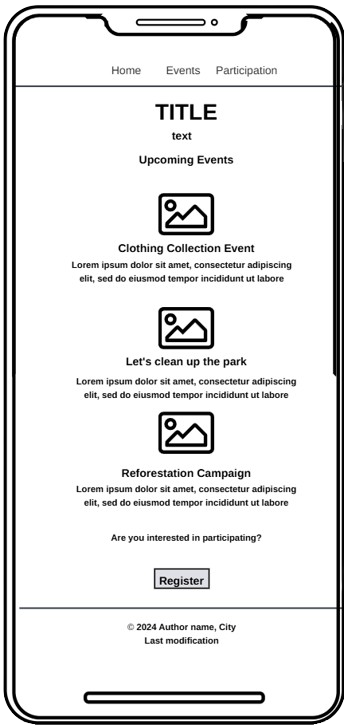 Home Events Participation
TITLE
text
Upcoming Events
Clothing Collection Event
Lorem ipsum dolor sit amet, consectetur adipiscing
elit, sed do eiusmod tempor incididunt ut labore
Let's clean up the park
Lorem ipsum dolor sit amet, consectetur adipiscing
elit, sed do eiusmod tempor incididunt ut labore
Reforestation Campaign
Lorem ipsum dolor sit amet, consectetur adipiscing
elit, sed do eiusmod tempor incididunt ut labore
Are you interested in participating?
Register
© 2024 Author name, City
Last modification